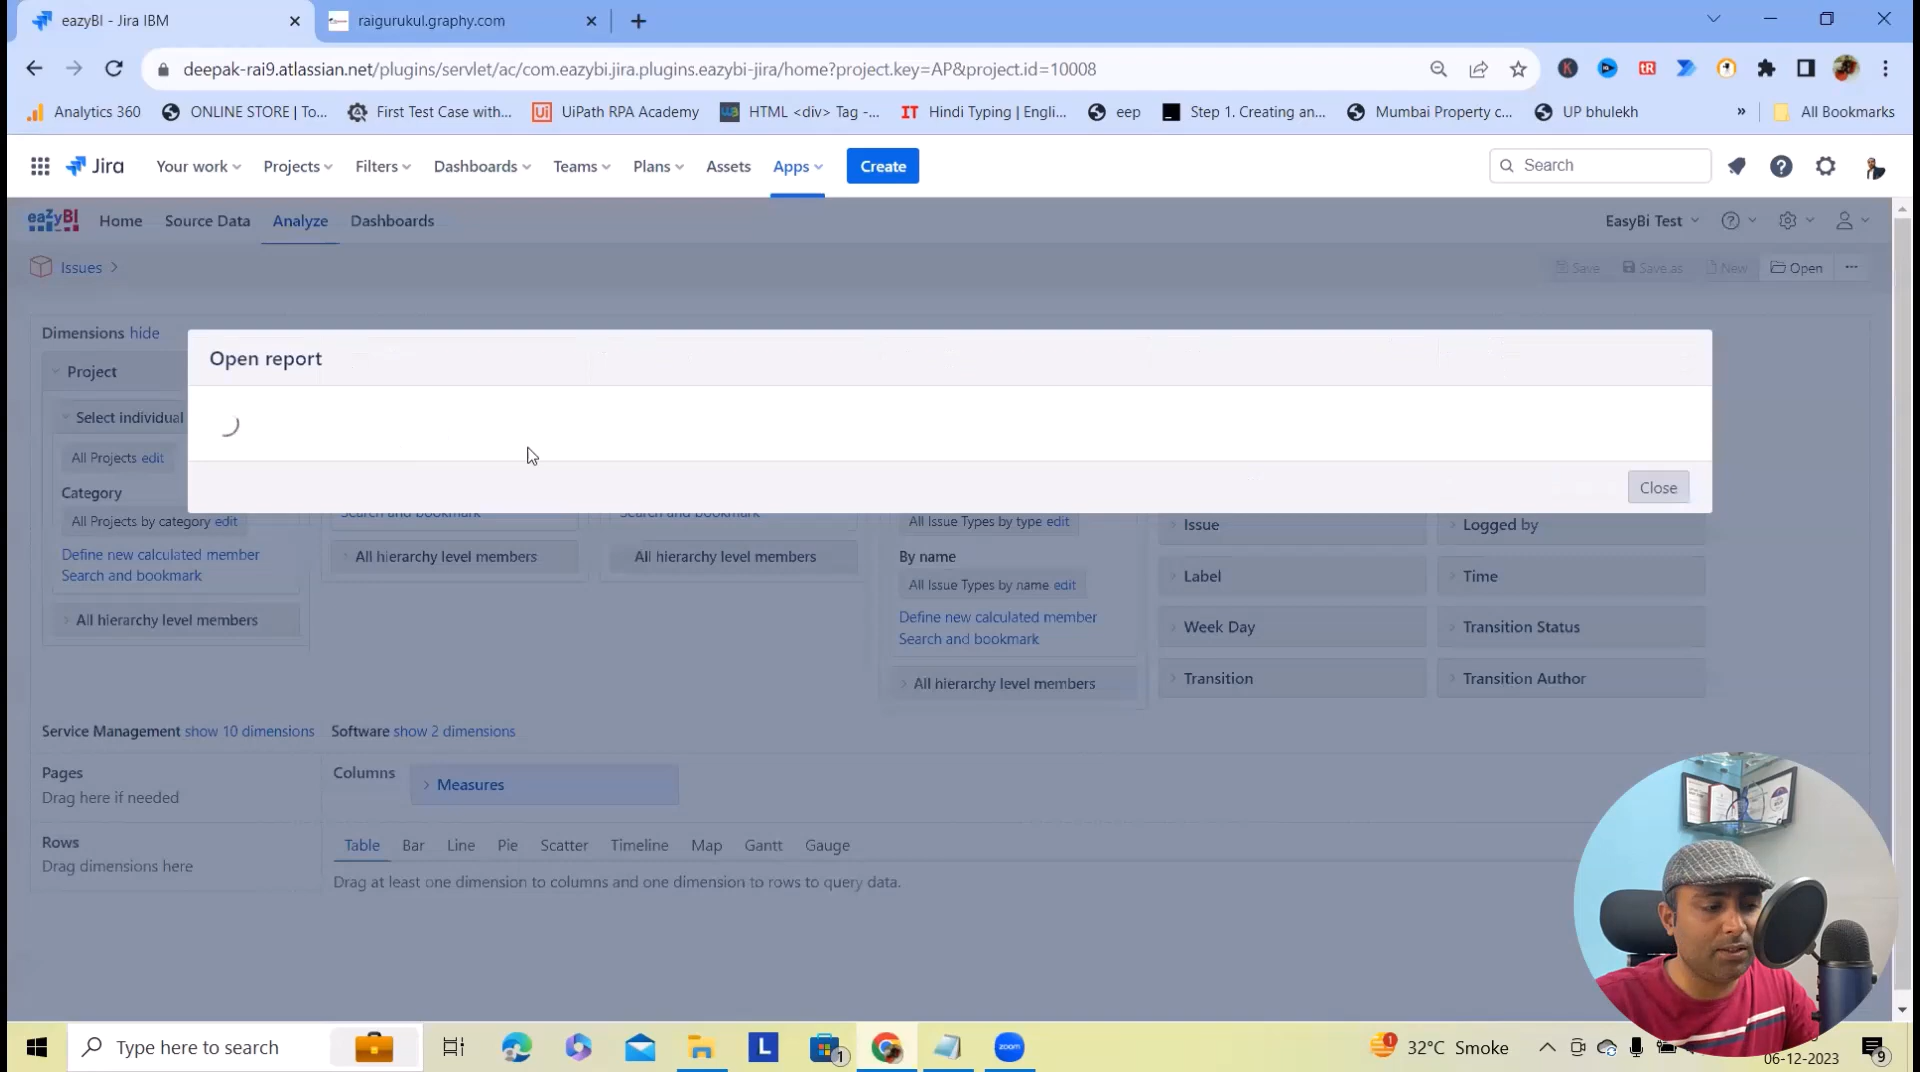 eazyBI - Jira IBM
raigurukul.graphy.com
deepak-rai9.atlassian.net/plugins/servlet/ac/com.eazybi.jira.plugins.eazybi-jira/home?project.key=AP&project.id=10008
Analytics 360 ONLINE STORE | To... First Test Case with... UiPath RPA Academy HTML <div> Tag -... Hindi Typing | Engli... eep Step 1. Creating an... Mumbai Property c... UP bhulekh » All Bookmarks
Jira Your work Projects Filters Dashboards Teams Plans Assets Apps Create Search
eazyBI Home Source Data Analyze Dashboards EasyBi Test
Issues Save Save as New Open ...
Dimensions hide
Open report
Project
Select individual
All Projects edit
Close
Category
All Projects by category edit
Search and bookmark
Search and bookmark
All Issue Types by type edit
Issue
Logged by
Define new calculated member
Search and bookmark
All hierarchy level members
All hierarchy level members
By name
All Issue Types by name edit
Label
Time
All hierarchy level members
Define new calculated member
Search and bookmark
Week Day
Transition Status
All hierarchy level members
Transition
Transition Author
Service Management show 10 dimensions Software show 2 dimensions
Pages
Drag here if needed
Columns
Measures
Rows
Drag dimensions here
Table Bar Line Pie Scatter Timeline Map Gantt Gauge
Drag at least one dimension to columns and one dimension to rows to query data.
Type here to search
L
1
zoom
1
32°C Smoke
06-12-2023
9